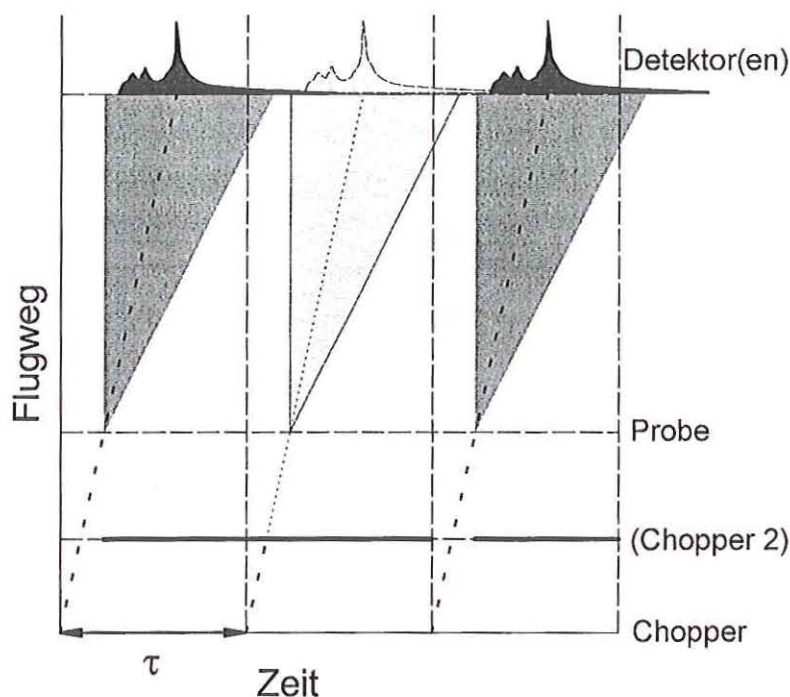 Detektor(en)
Flugweg
Probe
(Chopper 2)
Chopper
τ
Zeit